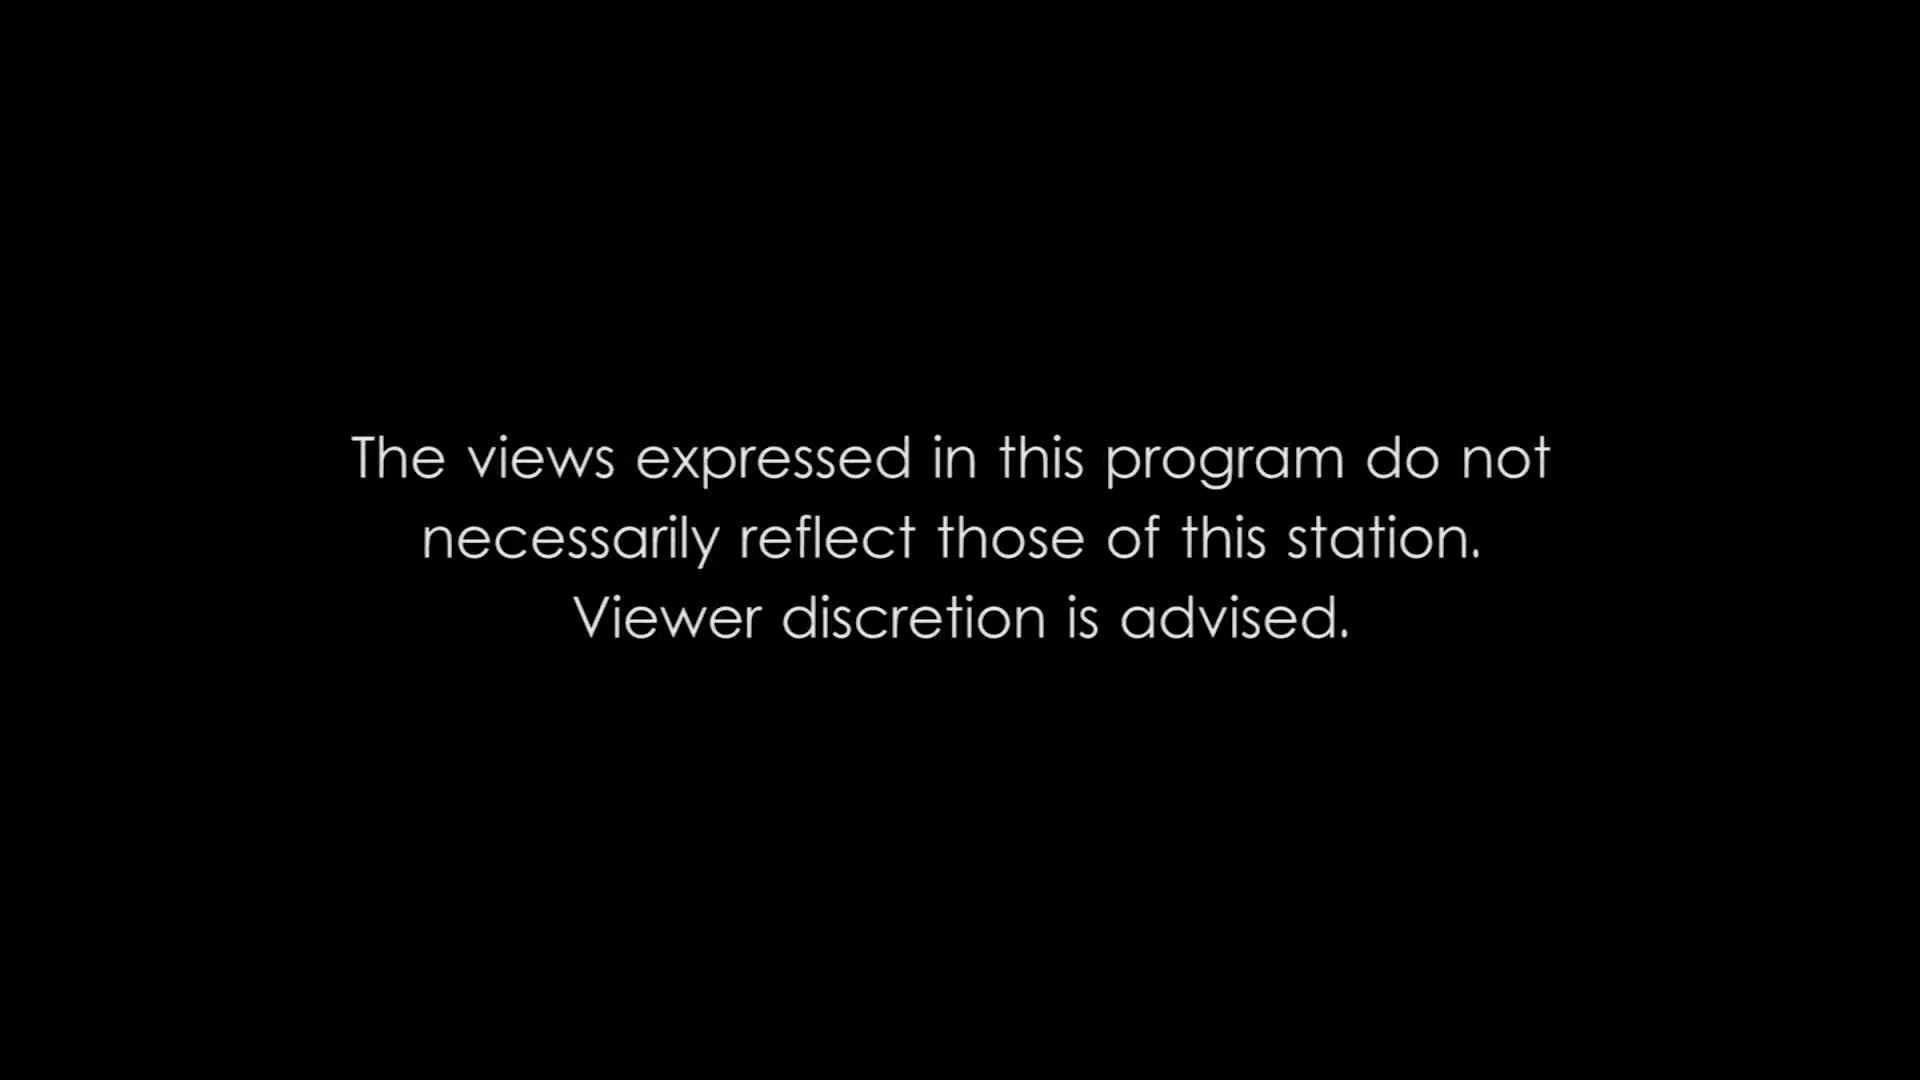 The views expressed in this program do not
necessarily reflect those of this station.
Viewer discretion is advised.